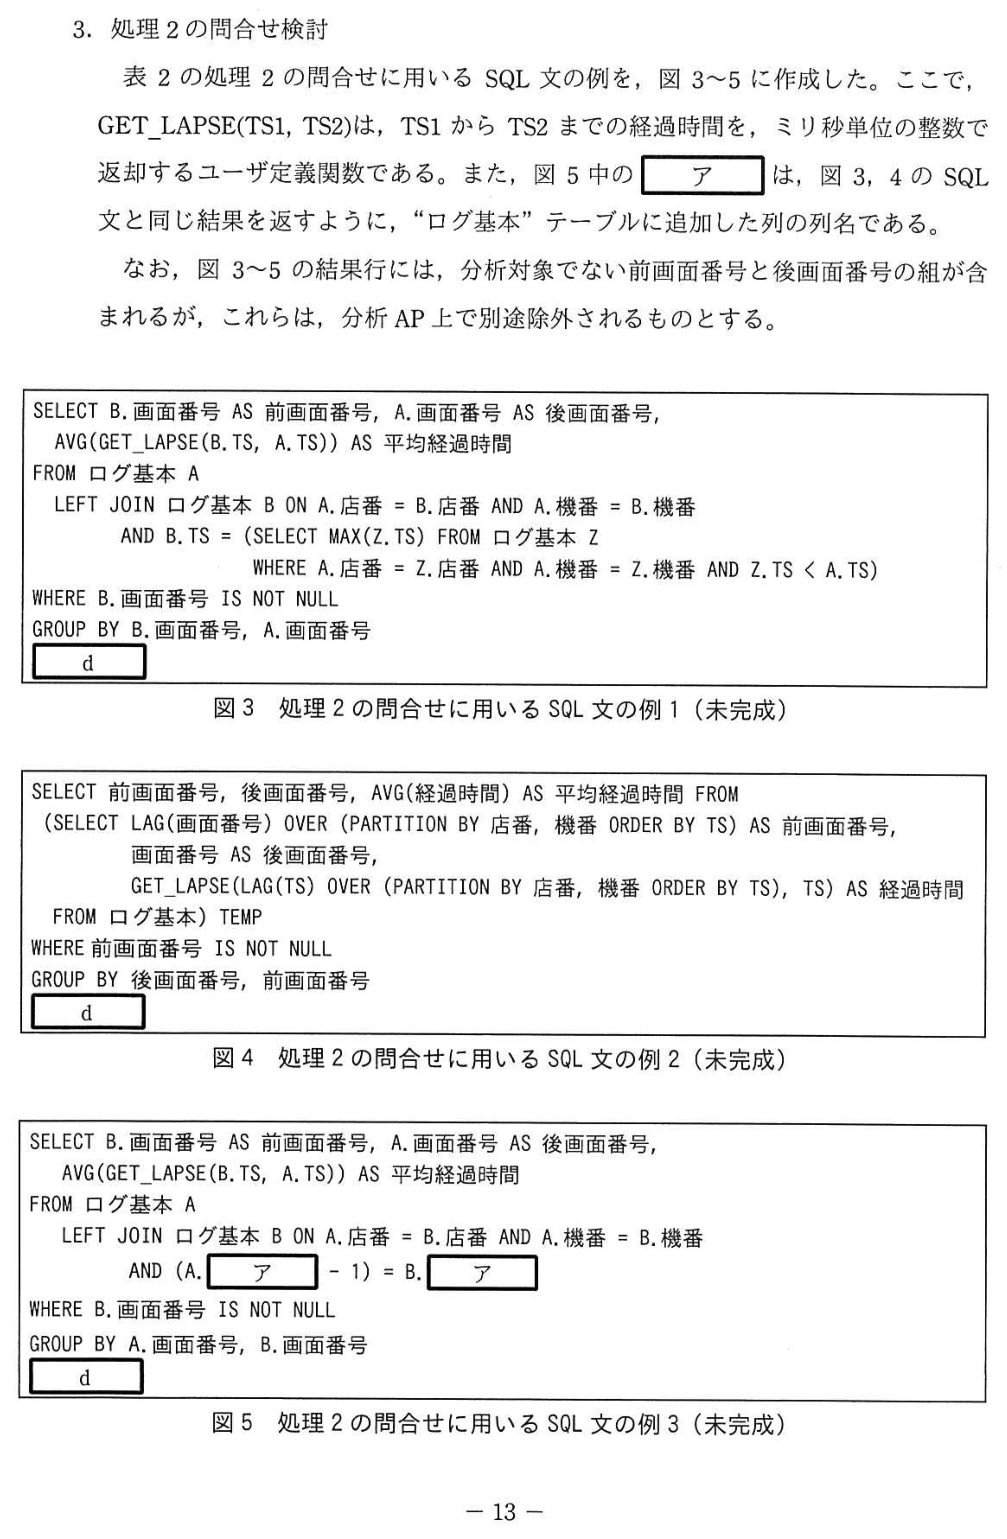 3. 処理2の問合せ検討
表 2 の処理 2 の問合せに用いる SQL 文の例を，図 3～5 に作成した。ここで，
GET_LAPSE(TS1, TS2)は，TS1 から TS2 までの経過時間を，ミリ秒単位の整数で
返却するユーザ定義関数である。また，図 5 中の ア は，図 3，4 の SQL
文と同じ結果を返すように，“ログ基本” テーブルに追加した列の列名である。
なお，図 3～5 の結果行には，分析対象でない前画面番号と後画面番号の組が含
まれるが，これらは，分析 AP 上で別途除外されるものとする。
SELECT B.画面番号 AS 前画面番号, A.画面番号 AS 後画面番号,
AVG(GET_LAPSE(B.TS, A.TS)) AS 平均経過時間
FROM ログ基本 A
LEFT JOIN ログ基本 B ON A.店番 = B.店番 AND A.機番 = B.機番
AND B.TS = (SELECT MAX(Z.TS) FROM ログ基本 Z
WHERE A.店番 = Z.店番 AND A.機番 = Z.機番 AND Z.TS < A.TS)
WHERE B.画面番号 IS NOT NULL
GROUP BY B.画面番号, A.画面番号
d
図3 処理2の問合せに用いる SQL 文の例1（未完成）
SELECT 前画面番号, 後画面番号, AVG(経過時間) AS 平均経過時間 FROM
(SELECT LAG(画面番号) OVER (PARTITION BY 店番, 機番 ORDER BY TS) AS 前画面番号,
画面番号 AS 後画面番号,
GET_LAPSE(LAG(TS) OVER (PARTITION BY 店番, 機番 ORDER BY TS), TS) AS 経過時間
FROM ログ基本) TEMP
WHERE 前画面番号 IS NOT NULL
GROUP BY 後画面番号, 前画面番号
d
図4 処理2の問合せに用いる SQL 文の例2（未完成）
SELECT B.画面番号 AS 前画面番号, A.画面番号 AS 後画面番号,
AVG(GET_LAPSE(B.TS, A.TS)) AS 平均経過時間
FROM ログ基本 A
LEFT JOIN ログ基本 B ON A.店番 = B.店番 AND A.機番 = B.機番
AND (A. ア - 1) = B. ア
WHERE B.画面番号 IS NOT NULL
GROUP BY A.画面番号, B.画面番号
d
図5 処理2の問合せに用いる SQL 文の例3（未完成）
－ 13 －